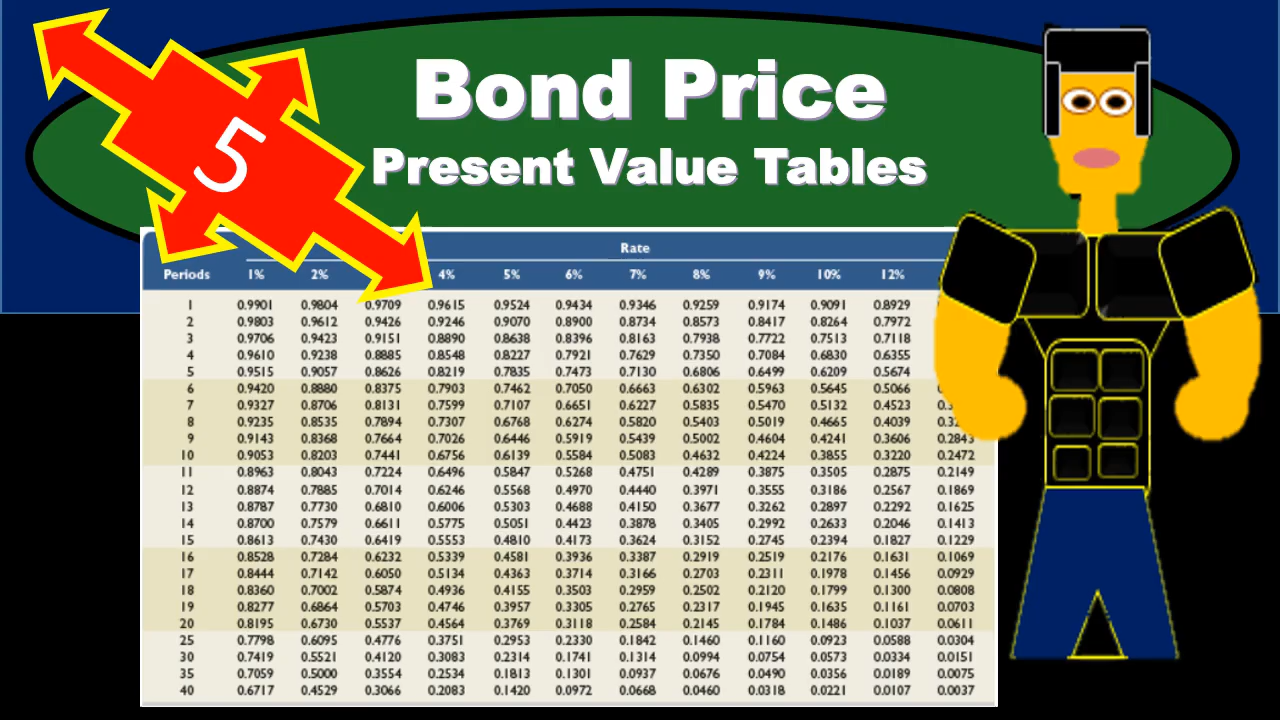 Bond Price
5
Present Value Tables
Rate
Periods 1% 2% 4% 5% 6% 7% 8% 9% 10% 12%
1 0.9901 0.9804 0.9709 0.9615 0.9524 0.9434 0.9346 0.9259 0.9174 0.9091 0.8929
2 0.9803 0.9612 0.9426 0.9246 0.9070 0.8900 0.8734 0.8573 0.8417 0.8264 0.7972
3 0.9706 0.9423 0.9151 0.8890 0.8638 0.8396 0.8163 0.7938 0.7722 0.7513 0.7118
4 0.9610 0.9238 0.8885 0.8548 0.8227 0.7921 0.7629 0.7350 0.7084 0.6830 0.6355
5 0.9515 0.9057 0.8626 0.8219 0.7835 0.7473 0.7130 0.6806 0.6499 0.6209 0.5674
6 0.9420 0.8880 0.8375 0.7903 0.7462 0.7050 0.6663 0.6302 0.5963 0.5645 0.5066
7 0.9327 0.8706 0.8131 0.7599 0.7107 0.6651 0.6227 0.5835 0.5470 0.5132 0.4523
8 0.9235 0.8535 0.7894 0.7307 0.6768 0.6274 0.5820 0.5403 0.5019 0.4665 0.4039
9 0.9143 0.8368 0.7664 0.7026 0.6446 0.5919 0.5439 0.5002 0.4604 0.4241 0.3606 0.2843
10 0.9053 0.8203 0.7441 0.6756 0.6139 0.5584 0.5083 0.4632 0.4224 0.3855 0.3220 0.2472
11 0.8963 0.8043 0.7224 0.6496 0.5847 0.5268 0.4751 0.4289 0.3875 0.3505 0.2875 0.2149
12 0.8874 0.7885 0.7014 0.6246 0.5568 0.4970 0.4440 0.3971 0.3555 0.3186 0.2567 0.1869
13 0.8787 0.7730 0.6810 0.6006 0.5303 0.4688 0.4150 0.3677 0.3262 0.2897 0.2292 0.1625
14 0.8700 0.7579 0.6611 0.5775 0.5051 0.4423 0.3878 0.3405 0.2992 0.2633 0.2046 0.1413
15 0.8613 0.7430 0.6419 0.5553 0.4810 0.4173 0.3624 0.3152 0.2745 0.2394 0.1827 0.1229
16 0.8528 0.7284 0.6232 0.5339 0.4581 0.3936 0.3387 0.2919 0.2519 0.2176 0.1631 0.1069
17 0.8444 0.7142 0.6050 0.5134 0.4363 0.3714 0.3166 0.2703 0.2311 0.1978 0.1456 0.0929
18 0.8360 0.7002 0.5874 0.4936 0.4155 0.3503 0.2959 0.2502 0.2120 0.1799 0.1300 0.0808
19 0.8277 0.6864 0.5703 0.4746 0.3957 0.3305 0.2765 0.2317 0.1945 0.1635 0.1161 0.0703
20 0.8195 0.6730 0.5537 0.4564 0.3769 0.3118 0.2584 0.2145 0.1784 0.1486 0.1037 0.0611
25 0.7798 0.6095 0.4776 0.3751 0.2953 0.2330 0.1842 0.1460 0.1160 0.0923 0.0588 0.0304
30 0.7419 0.5521 0.4120 0.3083 0.2314 0.1741 0.1314 0.0994 0.0754 0.0573 0.0334 0.0151
35 0.7059 0.5000 0.3554 0.2534 0.1813 0.1301 0.0937 0.0676 0.0490 0.0356 0.0189 0.0075
40 0.6717 0.4529 0.3066 0.2083 0.1420 0.0972 0.0668 0.0460 0.0318 0.0221 0.0107 0.0037